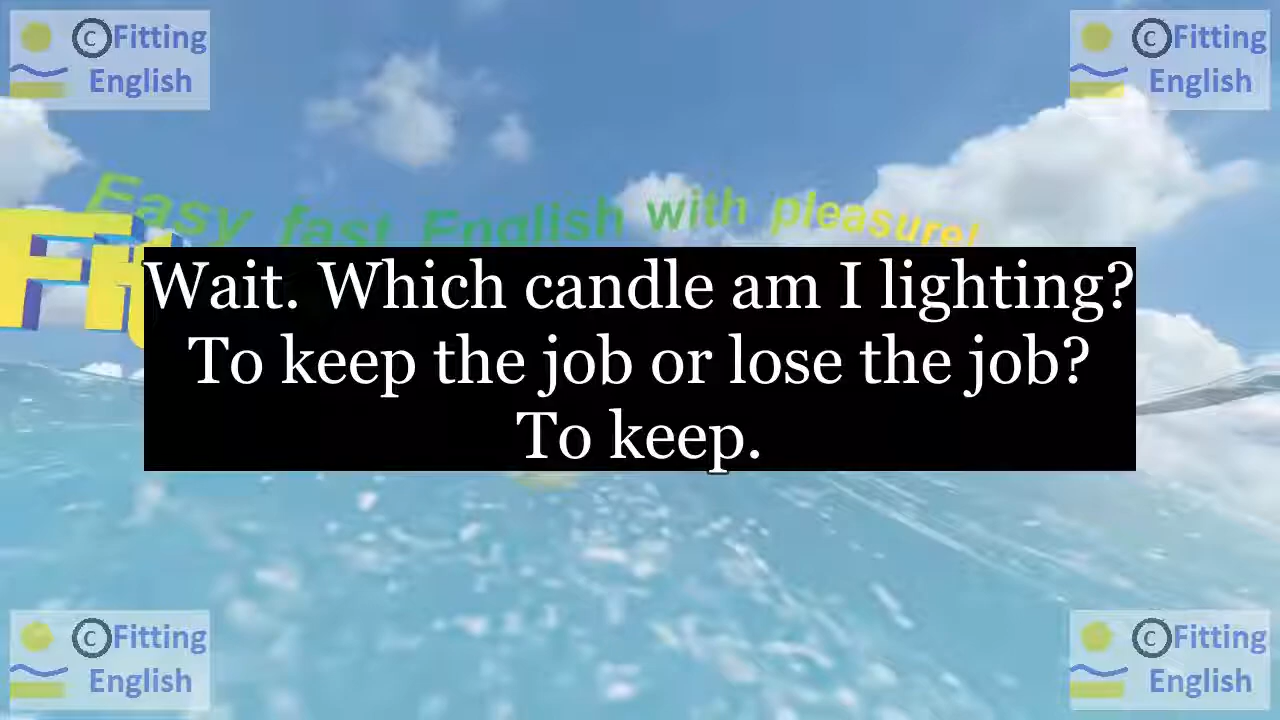 ©Fitting
English
©Fitting
English
Easy fast English with pleasure!
Fit
Wait. Which candle am I lighting?
To keep the job or lose the job?
To keep.
©Fitting
English
©Fitting
English